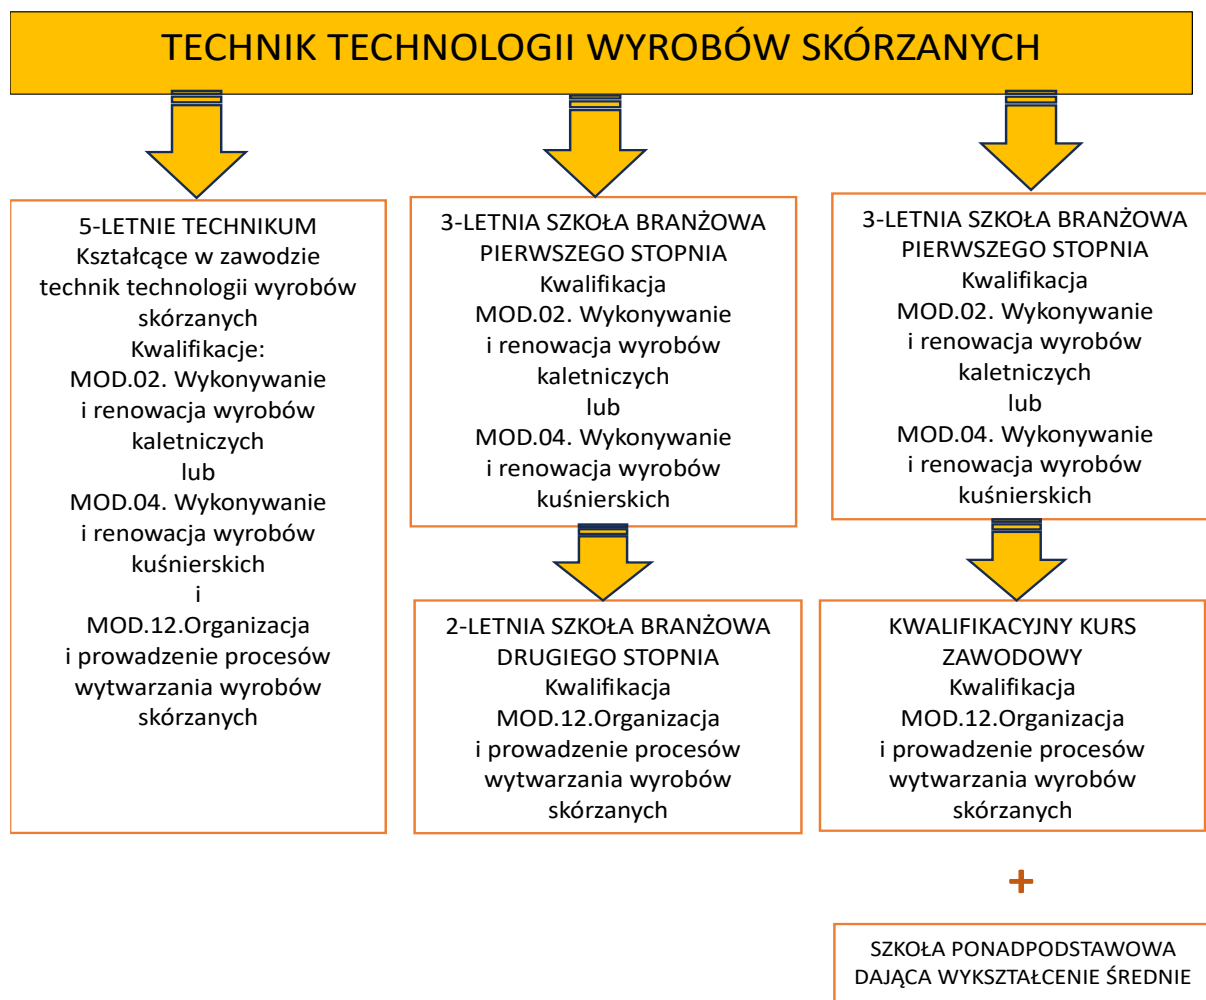 TECHNIK TECHNOLOGII WYROBÓW SKÓRZANYCH
5-LETNIE TECHNIKUM
Kształcące w zawodzie
technik technologii wyrobów
skórzanych
Kwalifikacje:
MOD.02. Wykonywanie
i renowacja wyrobów
kaletniczych
lub
MOD.04. Wykonywanie
i renowacja wyrobów
kuśnierskich
i
MOD.12.Organizacja
i prowadzenie procesów
wytwarzania wyrobów
skórzanych
3-LETNIA SZKOŁA BRANŻOWA
PIERWSZEGO STOPNIA
Kwalifikacja
MOD.02. Wykonywanie
i renowacja wyrobów
kaletniczych
lub
MOD.04. Wykonywanie
i renowacja wyrobów
kuśnierskich
2-LETNIA SZKOŁA BRANŻOWA
DRUGIEGO STOPNIA
Kwalifikacja
MOD.12.Organizacja
i prowadzenie procesów
wytwarzania wyrobów
skórzanych
3-LETNIA SZKOŁA BRANŻOWA
PIERWSZEGO STOPNIA
Kwalifikacja
MOD.02. Wykonywanie
i renowacja wyrobów
kaletniczych
lub
MOD.04. Wykonywanie
i renowacja wyrobów
kuśnierskich
KWALIFIKACYJNY KURS
ZAWODOWY
Kwalifikacja
MOD.12.Organizacja
i prowadzenie procesów
wytwarzania wyrobów
skórzanych
+
SZKOŁA PONADPODSTAWOWA
DAJĄCA WYKSZTAŁCENIE ŚREDNIE